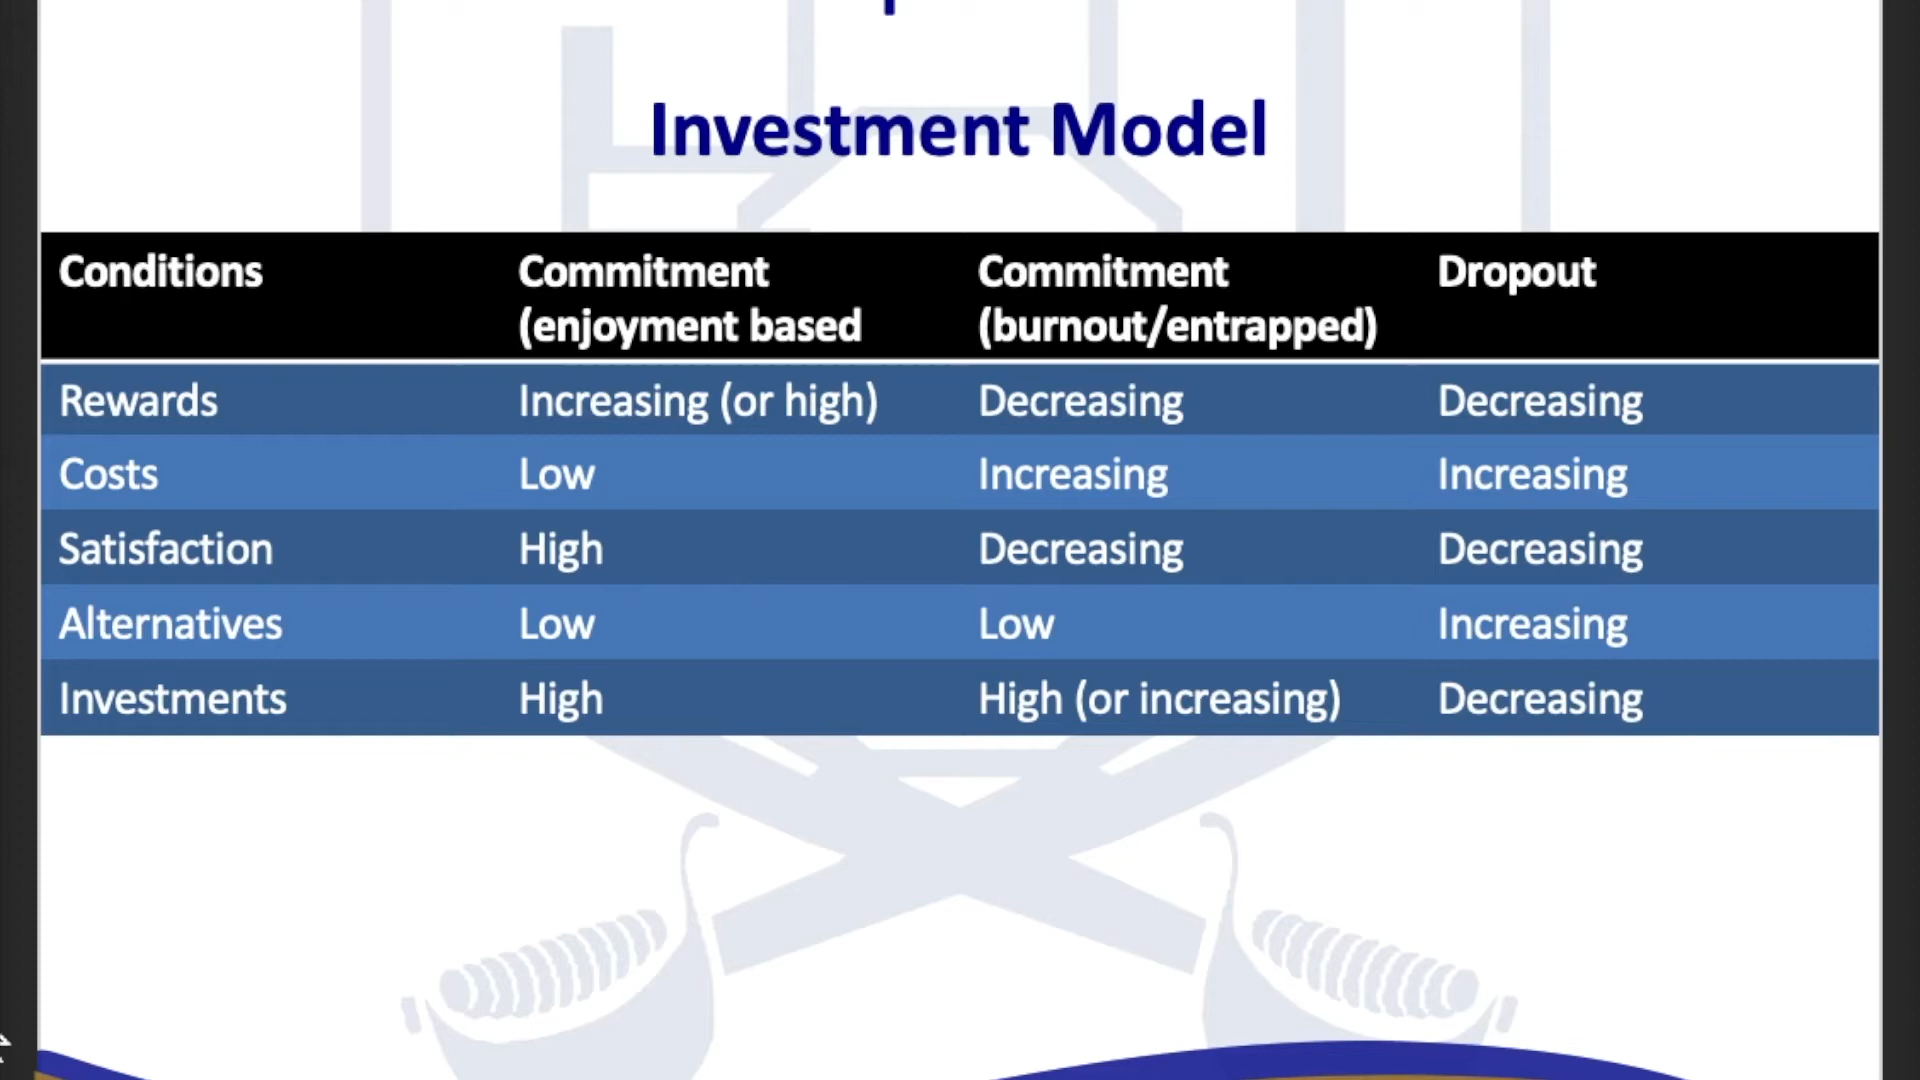 Investment Model
Conditions Commitment (enjoyment based Commitment (burnout/entrapped) Dropout
Rewards Increasing (or high) Decreasing Decreasing
Costs Low Increasing Increasing
Satisfaction High Decreasing Decreasing
Alternatives Low Low Increasing
Investments High High (or increasing) Decreasing